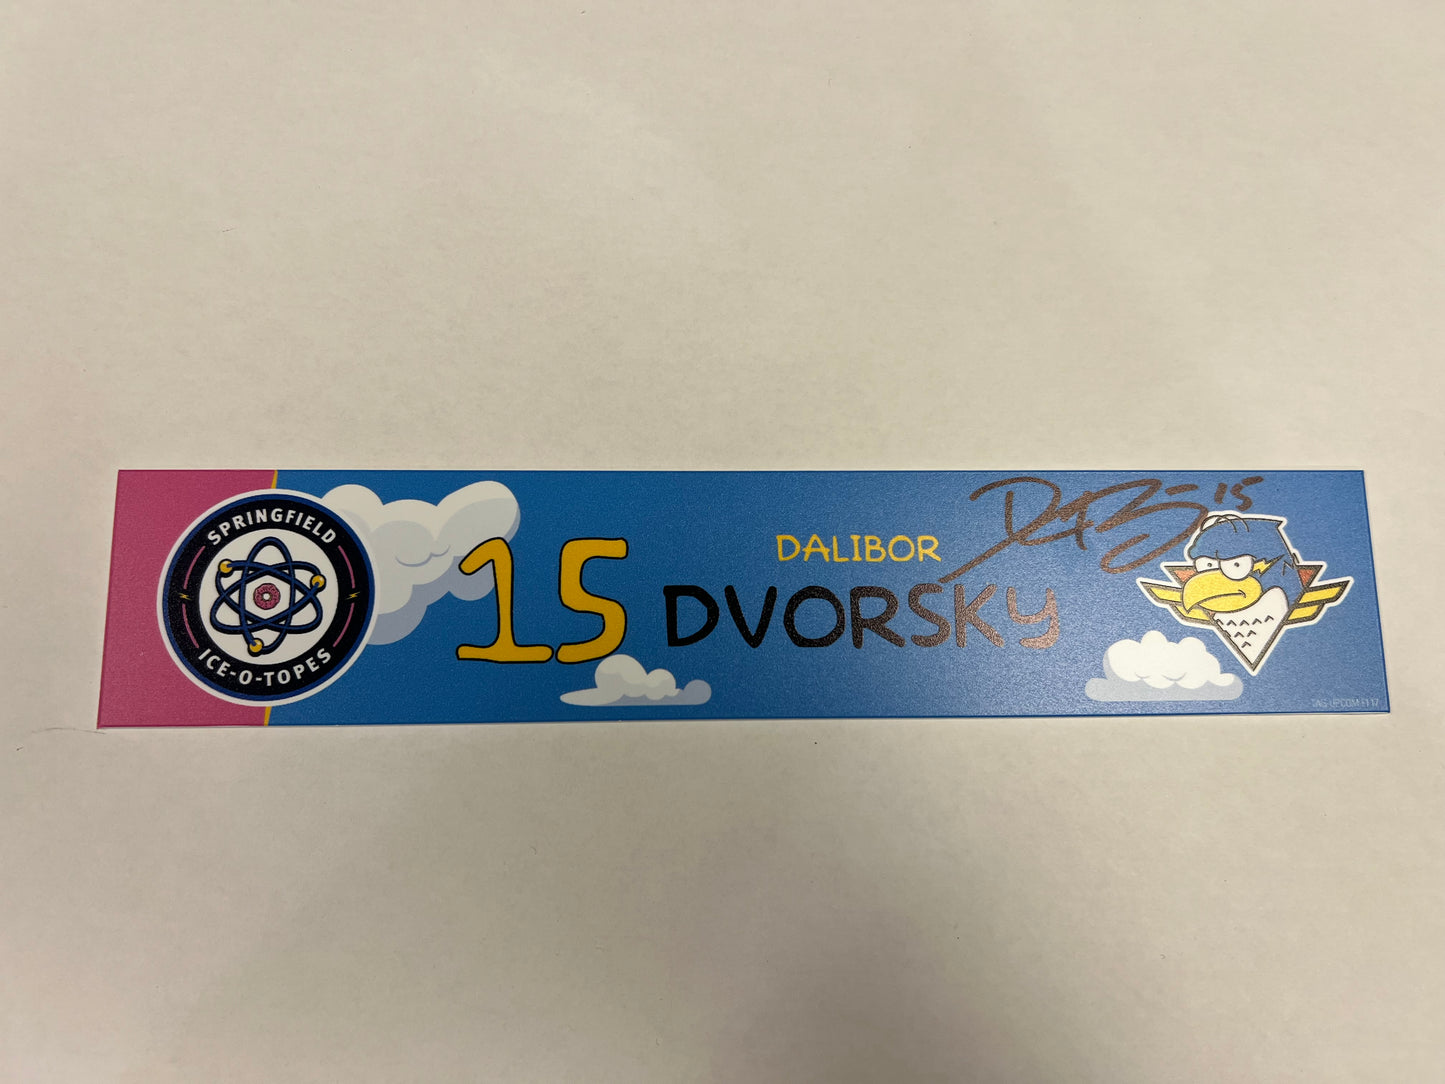 SPRINGFIELD
ICE-O-TOPES
15
DALIBOR
DVORSKY
15